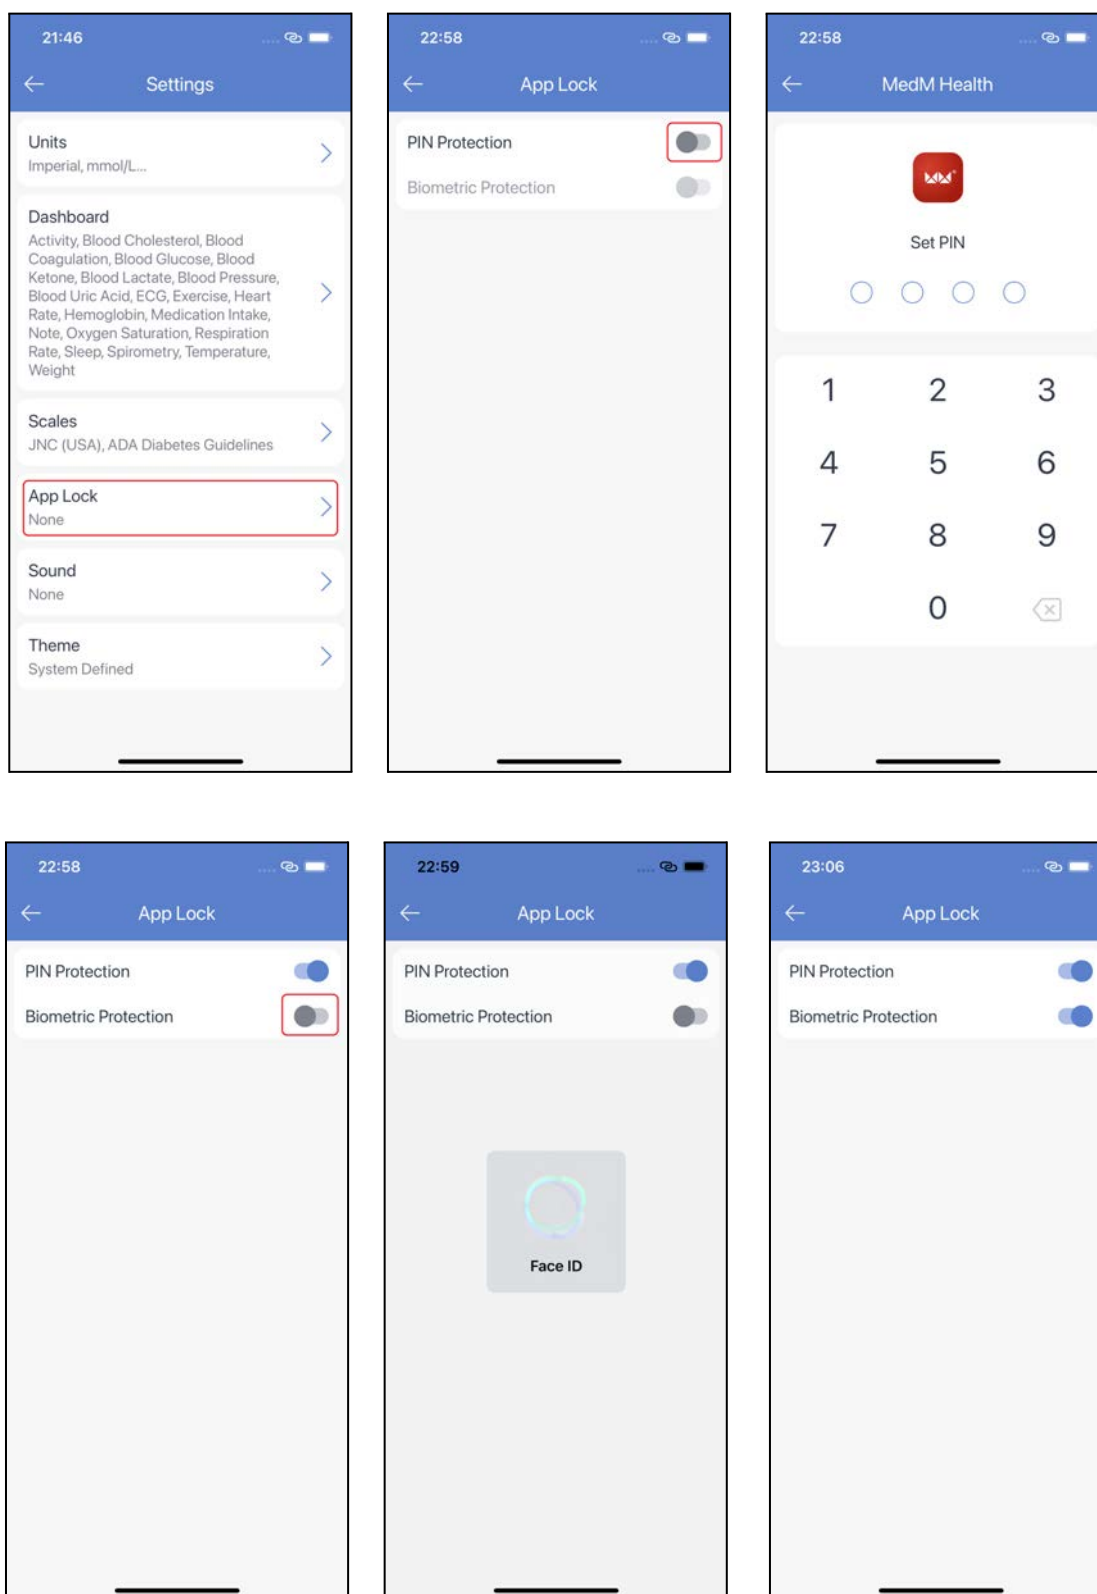 21:46
Settings
Units
Imperial, mmol/L...
Dashboard
Activity, Blood Cholesterol, Blood
Coagulation, Blood Glucose, Blood
Ketone, Blood Lactate, Blood Pressure,
Blood Uric Acid, ECG, Exercise, Heart
Rate, Hemoglobin, Medication Intake,
Note, Oxygen Saturation, Respiration
Rate, Sleep, Spirometry, Temperature,
Weight
Scales
JNC (USA), ADA Diabetes Guidelines
App Lock
None
Sound
None
Theme
System Defined
22:58
App Lock
PIN Protection
Biometric Protection
22:58
MedM Health
Set PIN
1 2 3
4 5 6
7 8 9
0
22:58
App Lock
PIN Protection
Biometric Protection
22:59
App Lock
PIN Protection
Biometric Protection
Face ID
23:06
App Lock
PIN Protection
Biometric Protection